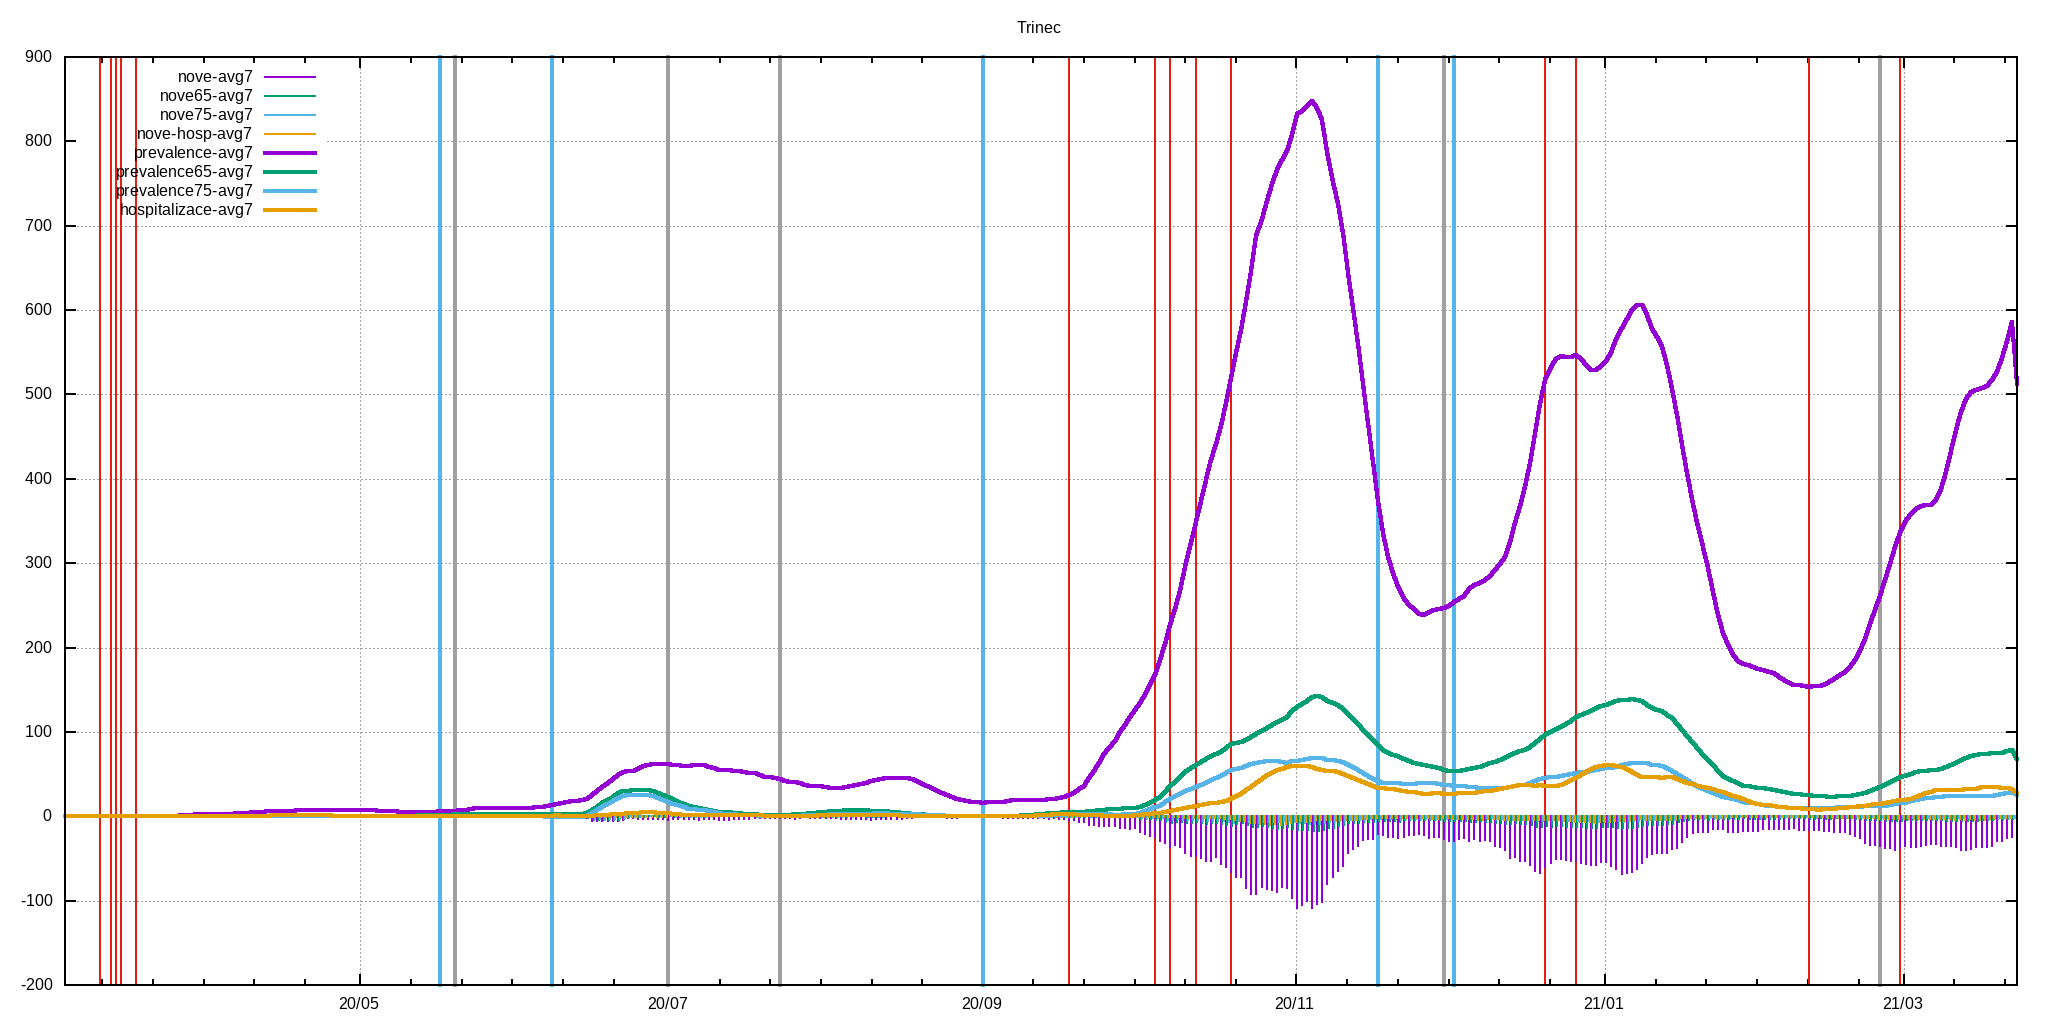 Trinec
900
800
700
600
500
400
300
200
100
0
-100
-200
nove-avg7
nove65-avg7
nove75-avg7
nove-hosp-avg7
prevalence-avg7
prevalence65-avg7
prevalence75-avg7
hospitalizace-avg7
20/05
20/07
20/09
20/11
21/01
21/03